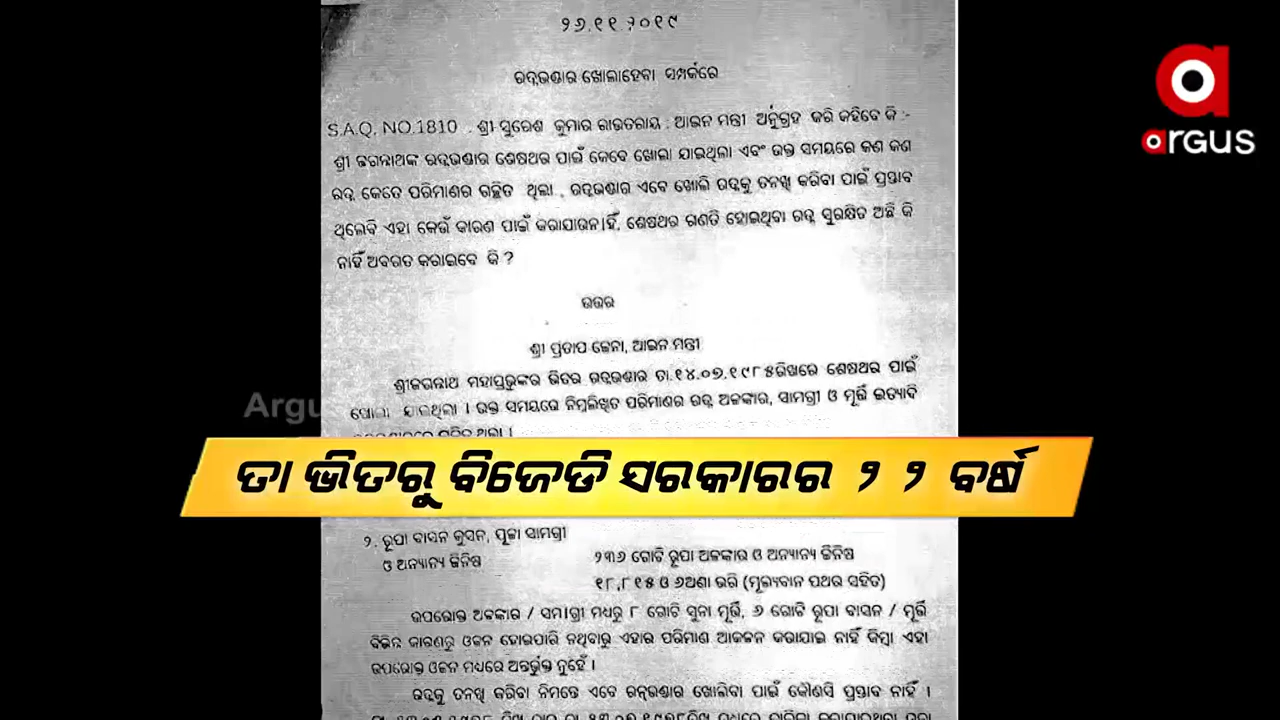 ୨୬.୧୧.୨୦୧୯
ରତ୍ନଭଣ୍ଡାର ଖୋଲାହେବା ସମ୍ପର୍କରେ
S.A.Q. NO.1810 . ଶ୍ରୀ ସୁରେଶ କୁମାର ରାଉତରାୟ : ଆଇନ ମନ୍ତ୍ରୀ ଅନୁଗ୍ରହ କରି କହିବେ କି :-
ଶ୍ରୀ ଜଗନ୍ନାଥଙ୍କ ରତ୍ନଭଣ୍ଡାର ଶେଷଥର ପାଇଁ କେବେ ଖୋଲା ଯାଇଥିଲା ଏବଂ ଉକ୍ତ ସମୟରେ କଣ କଣ
ରତ୍ନ କେତେ ପରିମାଣର ଗଚ୍ଛିତ ଥିଲା , ରତ୍ନଭଣ୍ଡାର ଏବେ ଖୋଲି ରତ୍ନକୁ ତନଖି କରିବା ପାଇଁ ପ୍ରସ୍ତାବ
ଥିଲେବି ଏହା କେଉଁ କାରଣ ପାଇଁ କରାଯାଉନାହିଁ, ଶେଷଥର ଗଣତି ହୋଇଥିବା ରତ୍ନ ସୁରକ୍ଷିତ ଅଛି କି
ନାହିଁ ଅବଗତ କରାଇବେ କି ?
ଉତ୍ତର
ଶ୍ରୀ ପ୍ରତାପ ଜେନା, ଆଇନ ମନ୍ତ୍ରୀ
ଶ୍ରୀଜଗନ୍ନାଥ ମହାପ୍ରଭୁଙ୍କର ଭିତର ରତ୍ନଭଣ୍ଡାର ତା.୧୪.୦୭.୧୯୮୫ରିଖରେ ଶେଷଥର ପାଇଁ
ଖୋଲା ଯାଇଥିଲା । ଉକ୍ତ ସମୟରେ ନିମ୍ନଲିଖିତ ପରିମାଣର ରତ୍ନ ଅଳଙ୍କାର, ସାମଗ୍ରୀ ଓ ମୂର୍ତ୍ତି ଇତ୍ୟାଦି
ତା ଭିତରୁ ବିଜେଡି ସରକାରର ୨୨ ବର୍ଷ
୨. ରୂପା ବାସନ କୁସନ, ପୂଜା ସାମଗ୍ରୀ
ଓ ଅନ୍ୟାନ୍ୟ ଜିନିଷ
୨୩୬ ଗୋଟି ରୂପା ଅଳଙ୍କାର ଓ ଅନ୍ୟାନ୍ୟ ଜିନିଷ
୧୮,୮୧୫ ଓ ୬ଅଣା ଭରି (ମୂଲ୍ୟବାନ ପଥର ସହିତ)
ଉପରୋକ୍ତ ଅଳଙ୍କାର / ସାମଗ୍ରୀ ମଧ୍ୟରୁ ୮ ଗୋଟି ସୁନା ମୂର୍ତ୍ତି, ୬ ଗୋଟି ରୂପା ବାସନ / ମୂର୍ତ୍ତି
ବିଭିନ୍ନ କାରଣରୁ ଓଜନ ହୋଇପାରି ନଥିବାରୁ ଏହାର ପରିମାଣ ଆକଳନ କରାଯାଇ ନାହିଁ କିମ୍ବା ଏହା
ଉପରୋକ୍ତ ଓଜନ ମଧ୍ୟରେ ଅନ୍ତର୍ଭୁକ୍ତ ନୁହେଁ ।
ରତ୍ନକୁ ତନଖି କରିବା ନିମନ୍ତେ ଏବେ ରତ୍ନଭଣ୍ଡାର ଖୋଲିବା ପାଇଁ କୌଣସି ପ୍ରସ୍ତାବ ନାହିଁ ।
argus
Argu